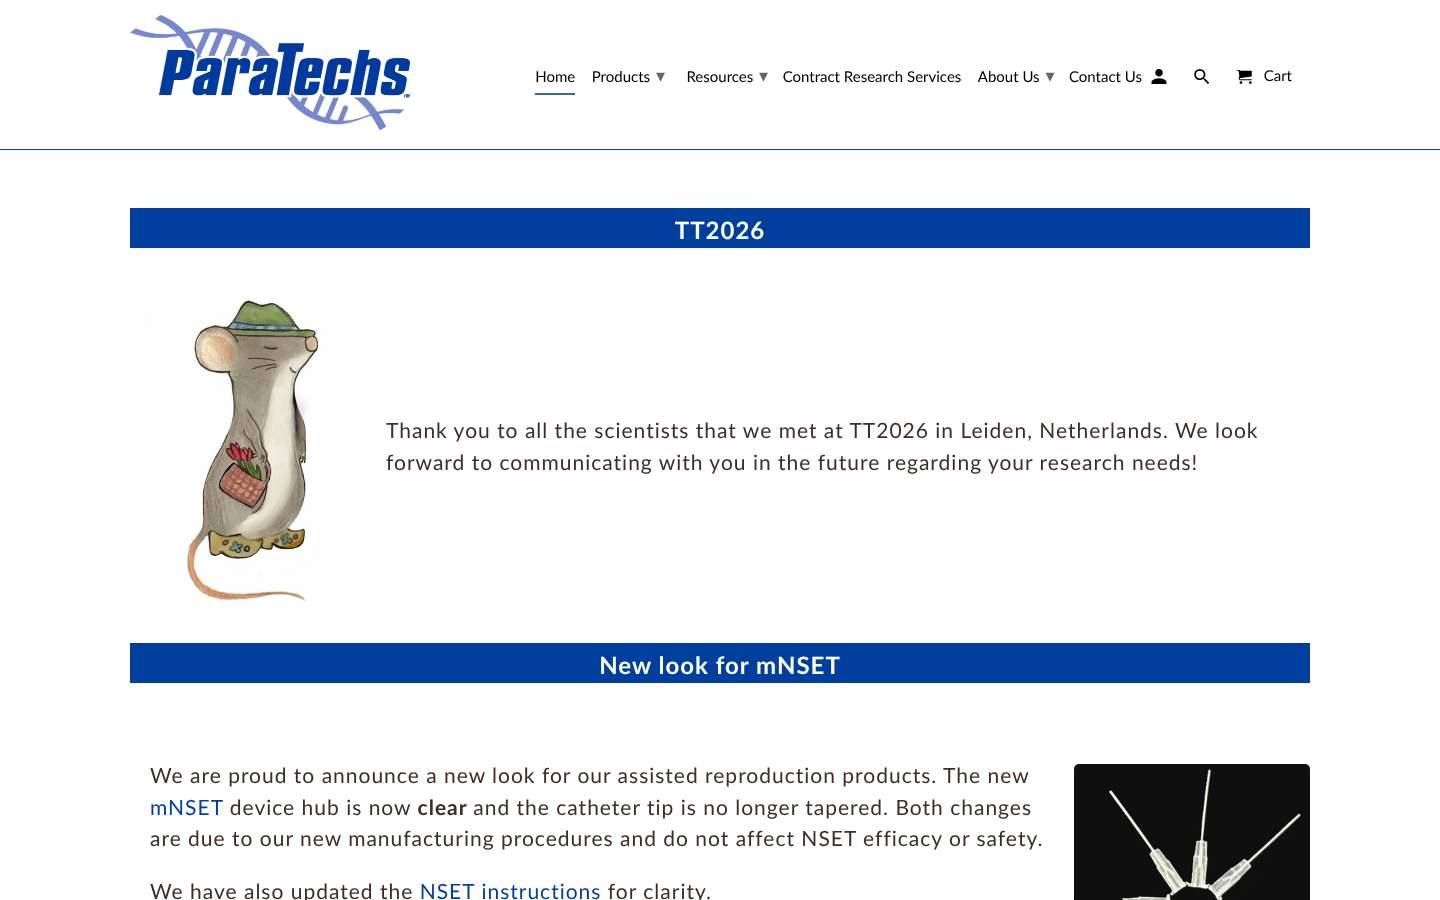 ParaTechs™
Home Products ▼ Resources ▼ Contract Research Services About Us ▼ Contact Us Cart
TT2026
Thank you to all the scientists that we met at TT2026 in Leiden, Netherlands. We look
forward to communicating with you in the future regarding your research needs!
New look for mNSET
We are proud to announce a new look for our assisted reproduction products. The new
mNSET device hub is now clear and the catheter tip is no longer tapered. Both changes
are due to our new manufacturing procedures and do not affect NSET efficacy or safety.
We have also updated the NSET instructions for clarity.